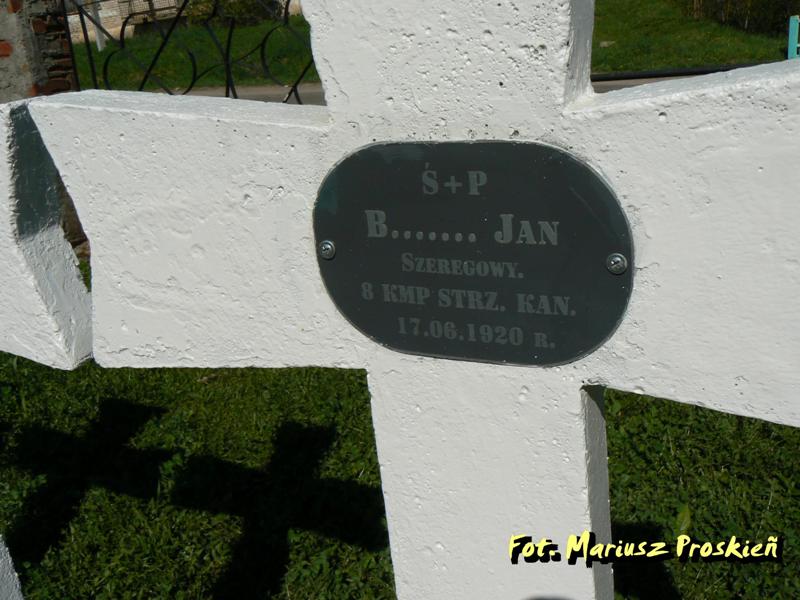 Ś+P
B....... JAN
SZEREGOWY.
8 KMP STRZ. KAN.
17.06.1920 R.
Fot. Mariusz Proskień